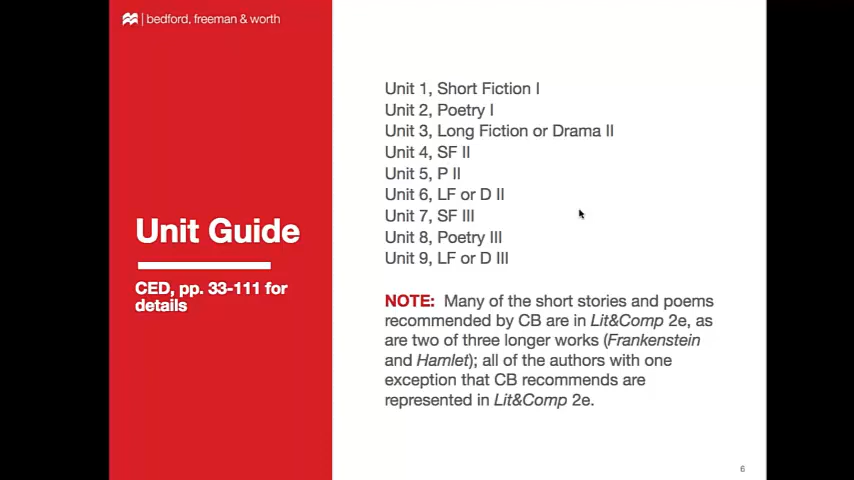 bedford, freeman & worth
Unit Guide
CED, pp. 33-111 for
details
Unit 1, Short Fiction I
Unit 2, Poetry I
Unit 3, Long Fiction or Drama II
Unit 4, SF II
Unit 5, P II
Unit 6, LF or D II
Unit 7, SF III
Unit 8, Poetry III
Unit 9, LF or D III
NOTE: Many of the short stories and poems
recommended by CB are in Lit&Comp 2e, as
are two of three longer works (Frankenstein
and Hamlet); all of the authors with one
exception that CB recommends are
represented in Lit&Comp 2e.
6